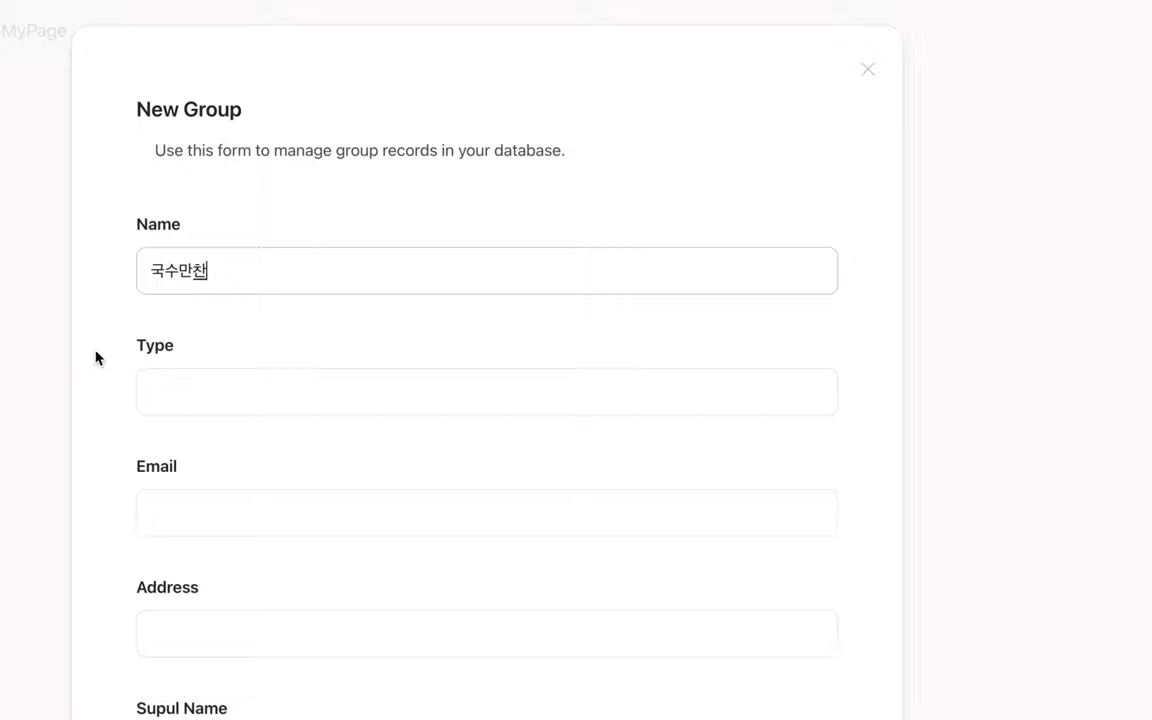 MyPage
New Group
Use this form to manage group records in your database.
Name
국수만찬
Type
Email
Address
Supul Name